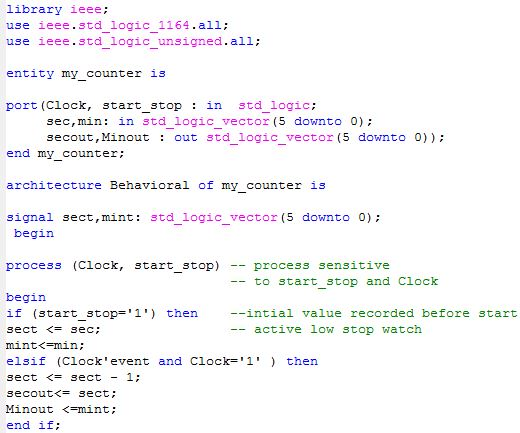 library ieee;
use ieee.std_logic_1164.all;
use ieee.std_logic_unsigned.all;
entity my_counter is
port(Clock, start_stop : in std_logic;
sec,min: in std_logic_vector(5 downto 0);
secout,Minout : out std_logic_vector(5 downto 0));
end my_counter;
architecture Behavioral of my_counter is
signal sect,mint: std_logic_vector(5 downto 0);
begin
process (Clock, start_stop) -- process sensitive
-- to start_stop and Clock
begin
if (start_stop='1') then --intial value recorded before start
sect <= sec; -- active low stop watch
mint<=min;
elsif (Clock'event and Clock='1' ) then
sect <= sect - 1;
secout<= sect;
Minout <=mint;
end if;